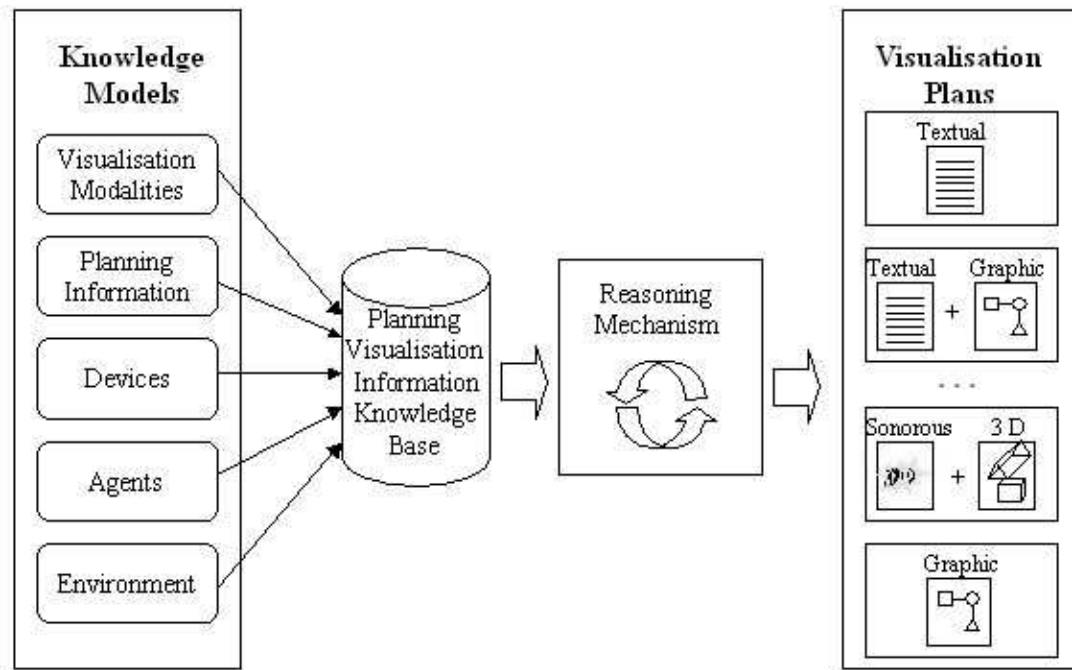 Knowledge
Models
Visualisation
Modalities
Planning
Information
Devices
Agents
Environment
Planning
Visualisation
Information
Knowledge
Base
Reasoning
Mechanism
Visualisation
Plans
Textual
Textual Graphic
+
...
Sonorous 3 D
+
Graphic